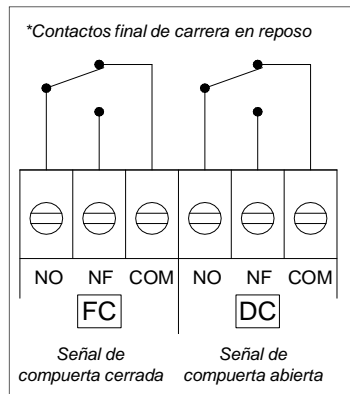 *Contactos final de carrera en reposo
NO NF COM NO NF COM
FC DC
Señal de compuerta cerrada
Señal de compuerta abierta